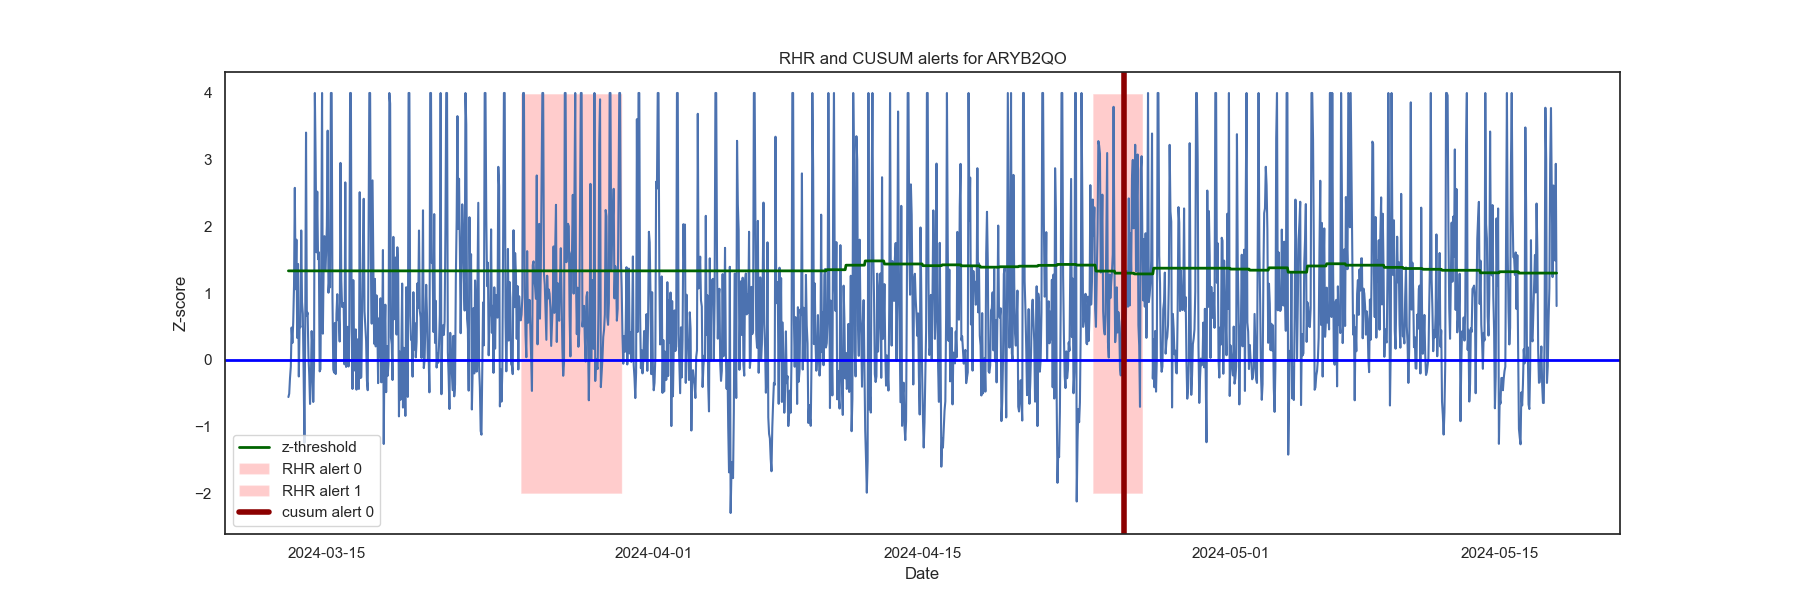 RHR and CUSUM alerts for ARYB2QO
4
3
2
1
0
−1
−2
Z-score
z-threshold
RHR alert 0
RHR alert 1
cusum alert 0
2024-03-15
2024-04-01
2024-04-15
2024-05-01
2024-05-15
Date